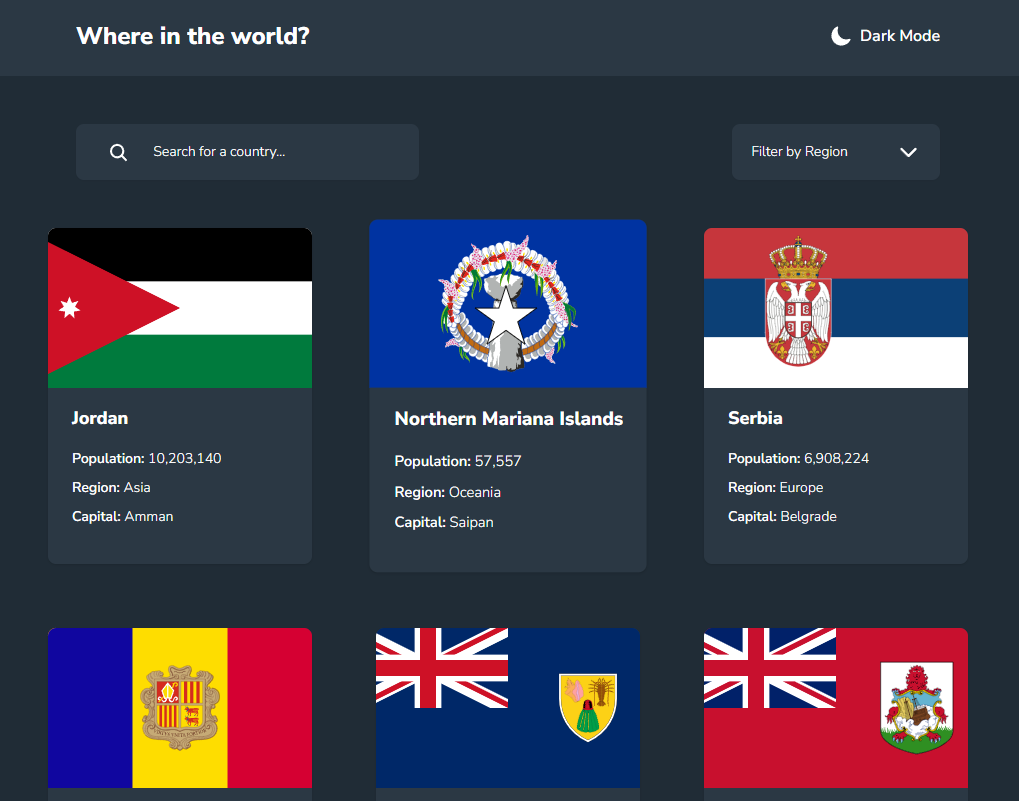 Where in the world?
Dark Mode
Search for a country...
Filter by Region
Jordan
Population: 10,203,140
Region: Asia
Capital: Amman
Northern Mariana Islands
Population: 57,557
Region: Oceania
Capital: Saipan
Serbia
Population: 6,908,224
Region: Europe
Capital: Belgrade